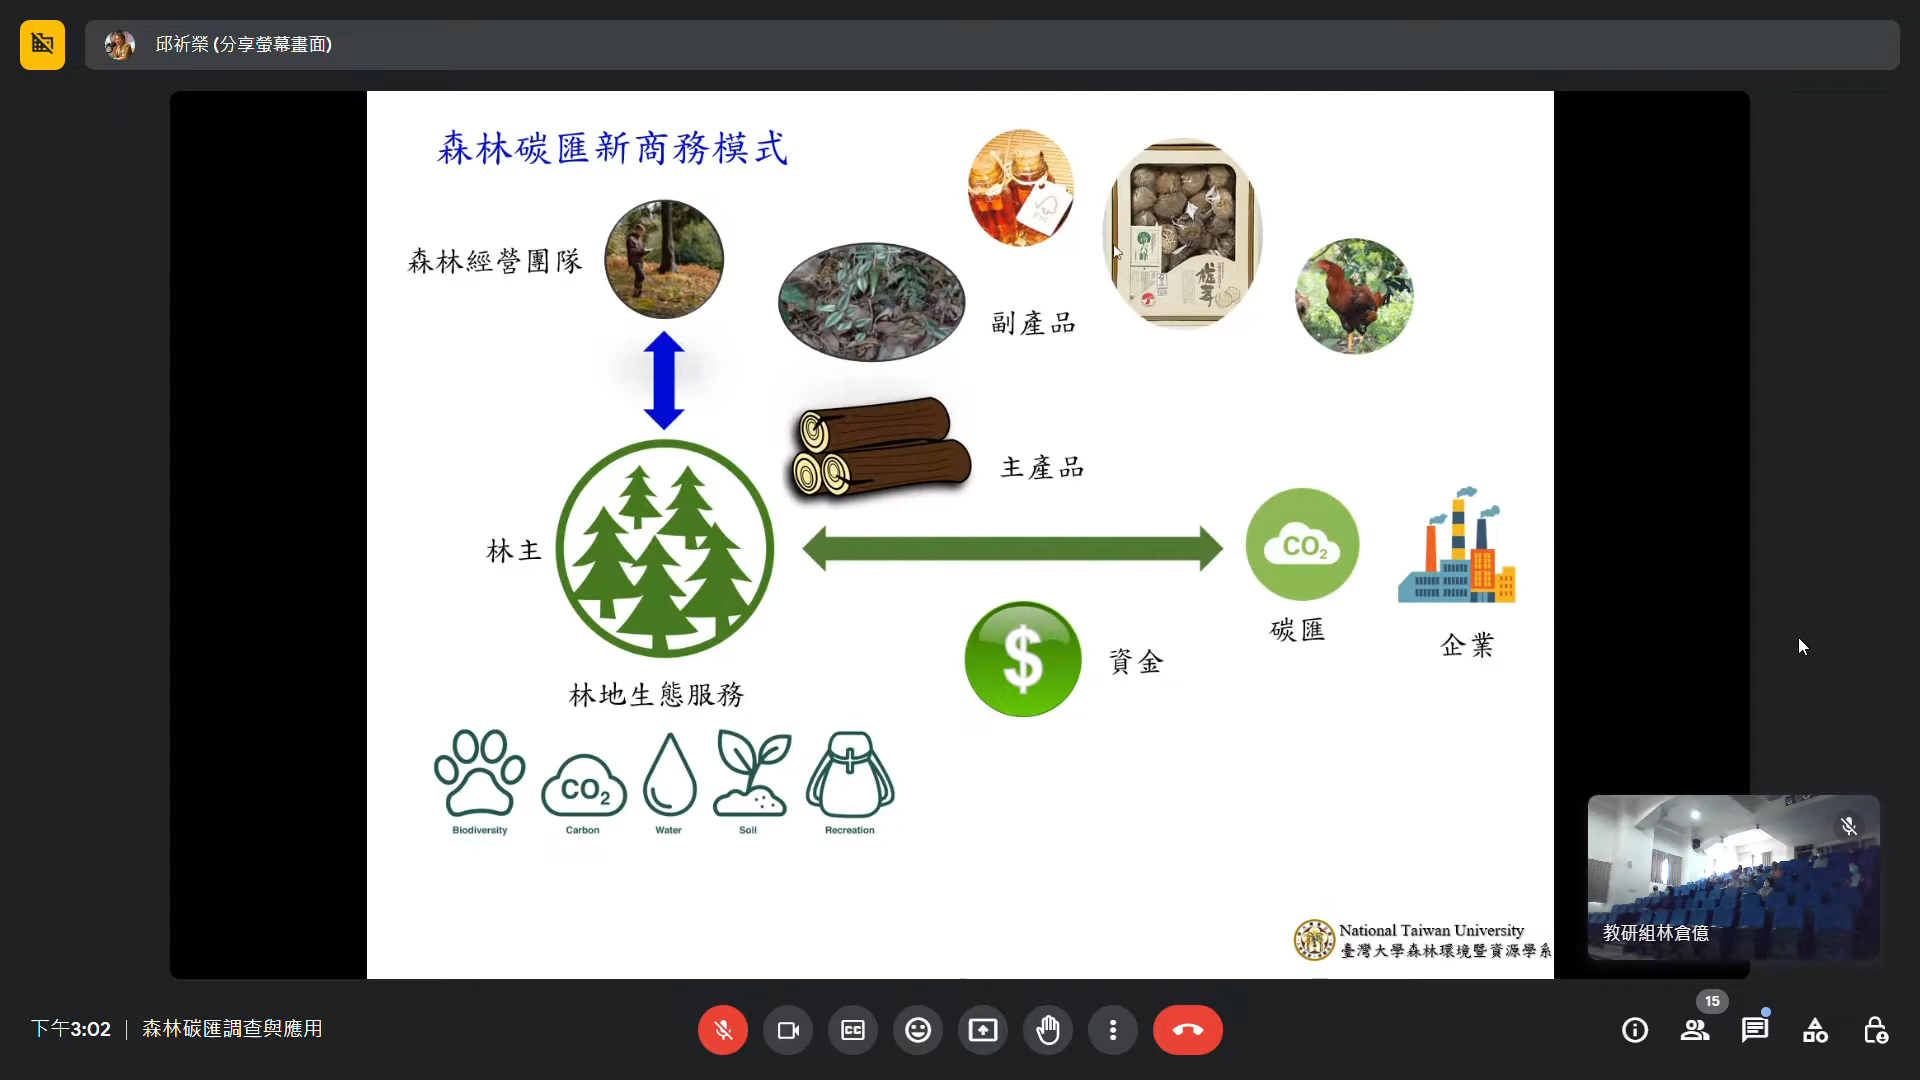 邱祈榮 (分享螢幕畫面)
森林碳匯新商務模式
森林經營團隊
副產品
主產品
林主
CO₂
碳匯
企業
資金
林地生態服務
CO₂
Biodiversity
Carbon
Water
Soil
Recreation
National Taiwan University
臺灣大學森林環境暨資源學系
教研組林倉億
下午3:02 | 森林碳匯調查與應用
15